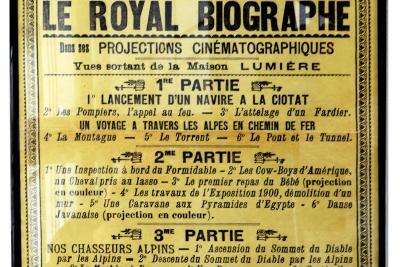 LE ROYAL BIOGRAPHE
Dans ses PROJECTIONS CINÉMATOGRAPHIQUES
Vues sortant de la Maison LUMIÈRE
1RE PARTIE
1° LANCEMENT D'UN NAVIRE A LA CIOTAT
2° Les Pompiers, l'appel au feu. — 3° L'attelage d'un Fardier.
UN VOYAGE A TRAVERS LES ALPES EN CHEMIN DE FER
4° La Montagne — 5° Le Torrent — 6° Le Pont et le Tunnel.
2ME PARTIE
1° Une Inspection à bord du Formidable - 2° Les Cow-Boys d'Amérique,
un Cheval pris au lasso - 3° Le premier repas du Bébé (projection
en couleur). - 4° Les travaux de l'Exposition 1900, démolition d'un
mur - 5° Une Caravane aux Pyramides d'Egypte - 6° Danse
Javanaise (projection en couleur).
3ME PARTIE
NOS CHASSEURS ALPINS - 1° Ascension du Sommet du Diable
par les Alpins - 2° Descente du Sommet du Diable par les Alpins